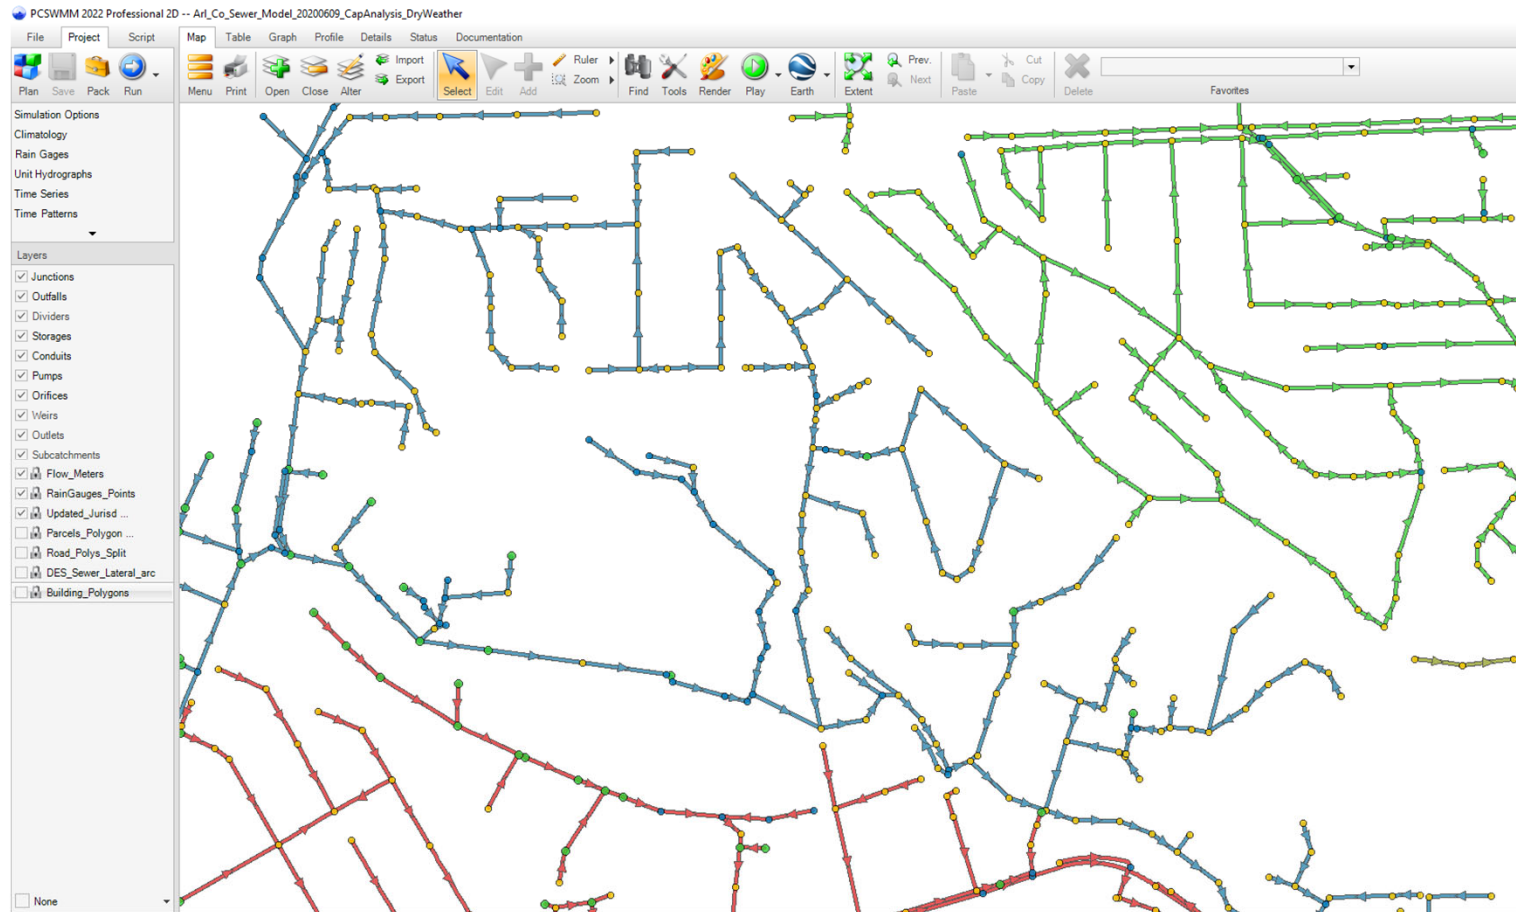 PCSWMM 2022 Professional 2D -- Arl_Co_Sewer_Model_20200609_CapAnalysis_DryWeather
File Project Script Map Table Graph Profile Details Status Documentation
Plan Save Pack Run
Menu Print Open Close Alter Import Export
Select Edit Add Ruler Zoom
Find Tools Render Play Earth
Extent Prev. Next
Paste Cut Copy Delete
Favorites
Simulation Options
Climatology
Rain Gages
Unit Hydrographs
Time Series
Time Patterns
Layers
Junctions
Outfalls
Dividers
Storages
Conduits
Pumps
Orifices
Weirs
Outlets
Subcatchments
Flow_Meters
RainGauges_Points
Updated_Jurisd ...
Parcels_Polygon ...
Road_Polys_Split
DES_Sewer_Lateral_arc
Building_Polygons
None